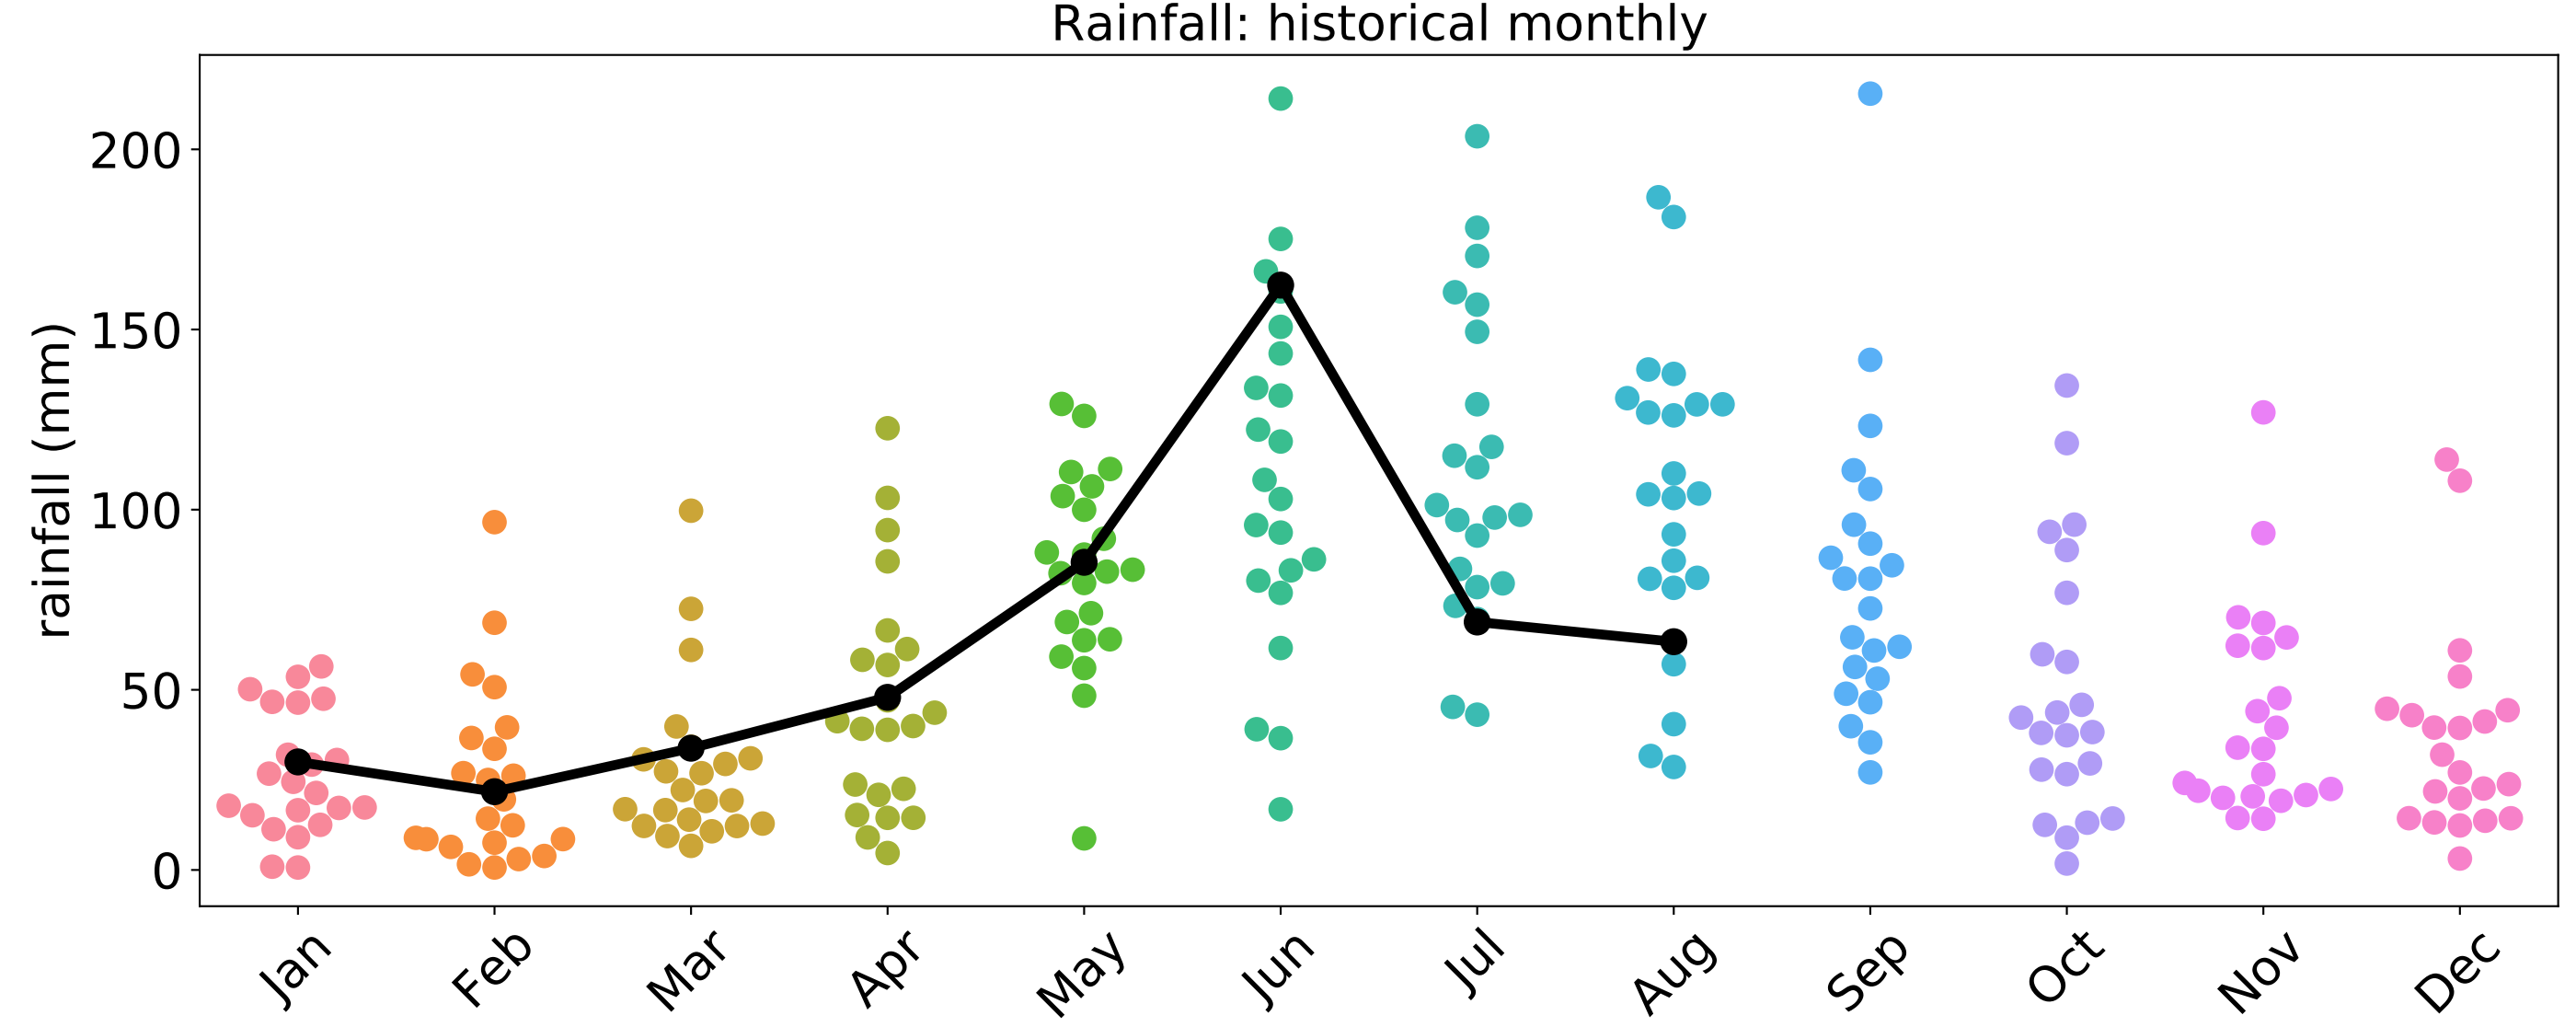 Rainfall: historical monthly
rainfall (mm)
200
150
100
50
0
Jan Feb Mar Apr May Jun Jul Aug Sep Oct Nov Dec